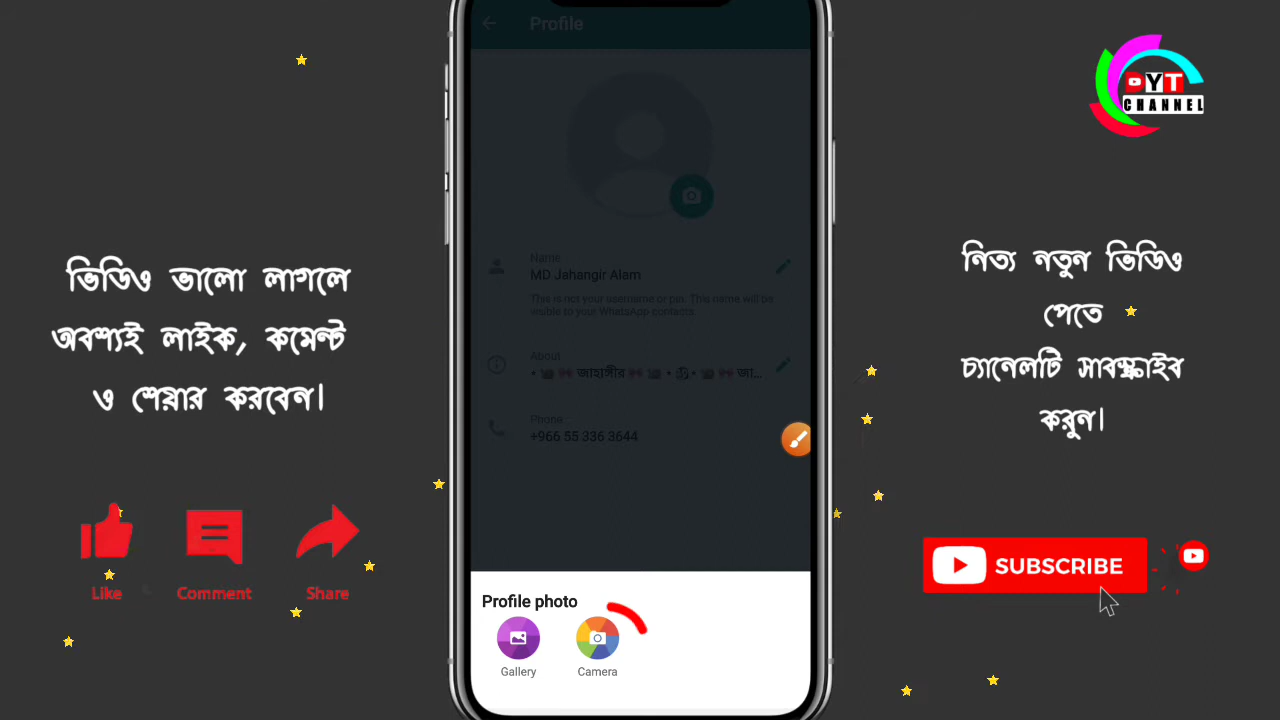 Profile
DYT
CHANNEL
ভিডিও ভালো লাগলে
অবশ্যই লাইক, কমেন্ট
ও শেয়ার করবেন।
Like
Comment
Share
Name
MD Jahangir Alam
This is not your username or pin. This name will be
visible to your WhatsApp contacts.
About
জাহাঙ্গীর
Phone
+966 55 336 3644
Profile photo
Gallery
Camera
নিত্য নতুন ভিডিও
পেতে
চ্যানেলটি সাবস্ক্রাইব
করুন।
SUBSCRIBE